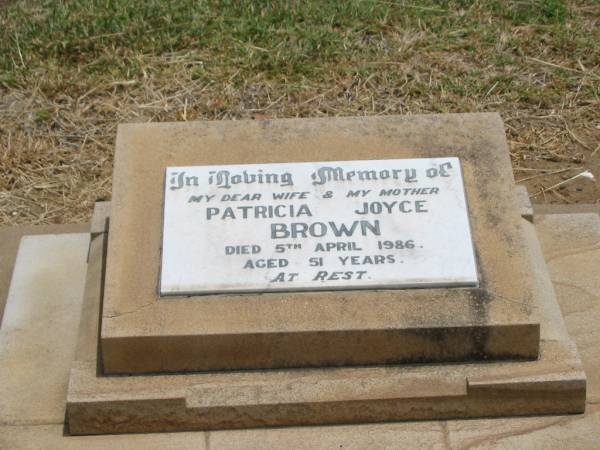 In Loving Memory of
MY DEAR WIFE & MY MOTHER
PATRICIA JOYCE
BROWN
DIED 5TH APRIL 1986.
AGED 51 YEARS.
AT REST.